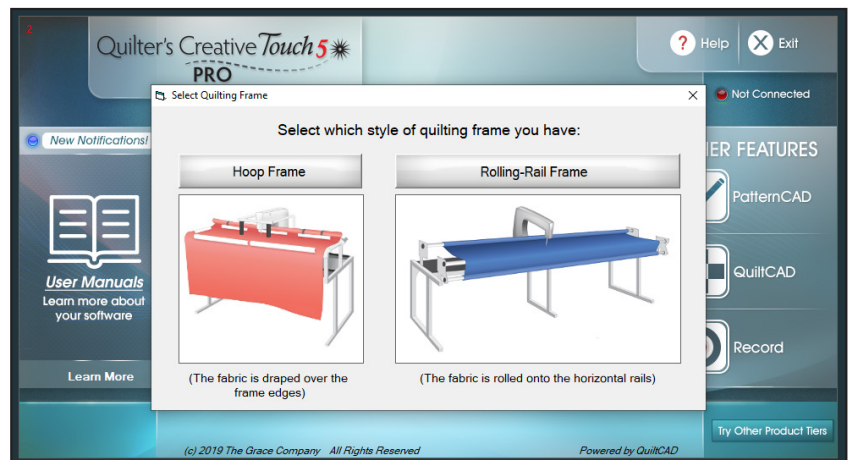 2
Quilter's Creative Touch 5
PRO
? Help
X Exit
Not Connected
Select Quilting Frame
Select which style of quilting frame you have:
Hoop Frame
Rolling-Rail Frame
(The fabric is draped over the
frame edges)
(The fabric is rolled onto the horizontal rails)
New Notifications!
User Manuals
Learn more about
your software
Learn More
ER FEATURES
PatternCAD
QuiltCAD
Record
Try Other Product Tiers
(c) 2019 The Grace Company All Rights Reserved
Powered by QuiltCAD